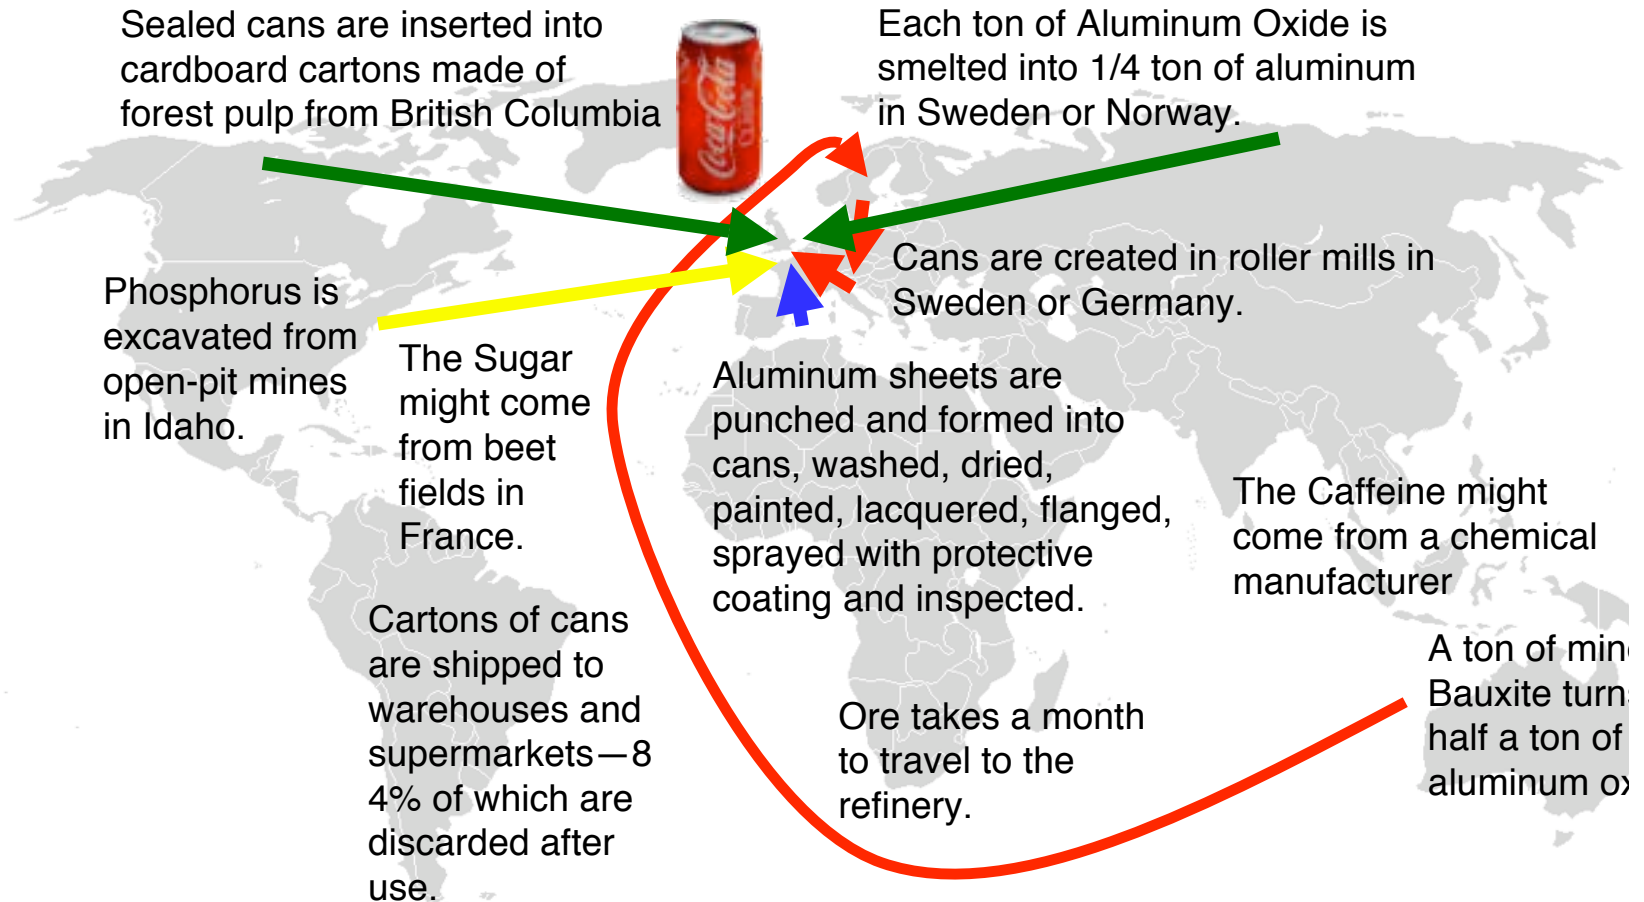 Sealed cans are inserted into
cardboard cartons made of
forest pulp from British Columbia
Coca-Cola
Each ton of Aluminum Oxide is
smelted into 1/4 ton of aluminum
in Sweden or Norway.
Cans are created in roller mills in
Sweden or Germany.
Phosphorus is
excavated from
open-pit mines
in Idaho.
The Sugar
might come
from beet
fields in
France.
Aluminum sheets are
punched and formed into
cans, washed, dried,
painted, lacquered, flanged,
sprayed with protective
coating and inspected.
The Caffeine might
come from a chemical
manufacturer
Cartons of cans
are shipped to
warehouses and
supermarkets—8
4% of which are
discarded after
use.
Ore takes a month
to travel to the
refinery.
A ton of min
Bauxite turn
half a ton of
aluminum ox